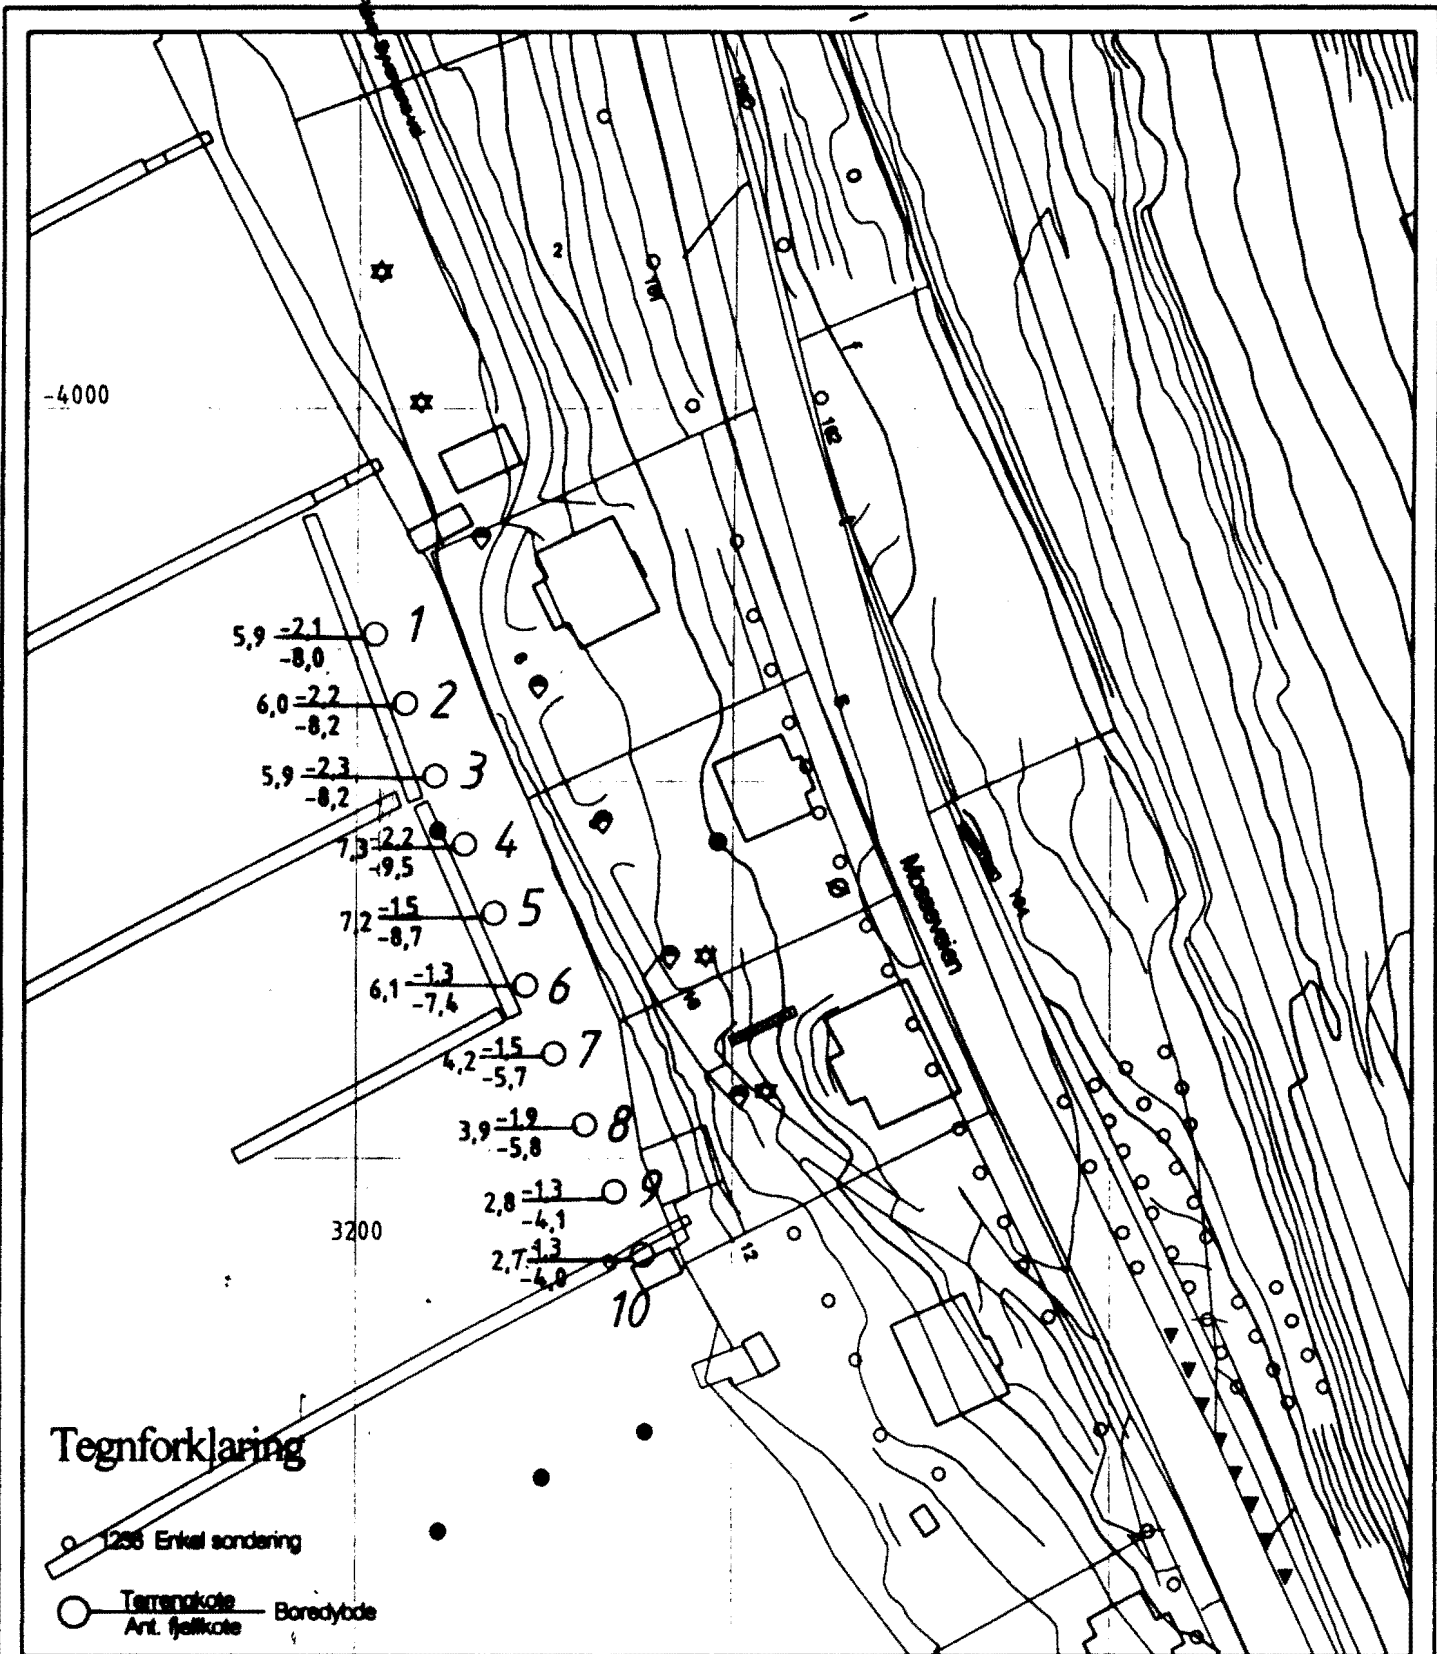 2
-4000
162
5,9 -2,1 1
-8,0
6,0 -2,2 2
-8,2
5,9 -2,3 3
-8,2
7,3 -2,2 4
-9,5
7,2 -1,5 5
-8,7
6,1 -1,3 6
-7,4
4,2 -1,5 7
-5,7
3,9 -1,9 8
-5,8
2,8 -1,3 9
-4,1
2,7 -1,3
-4,0
10
Mosseveien
3200
12
Tegnforklaring
Enkel sondering
Terrengkote
Ant. fjellkote
Boredybde